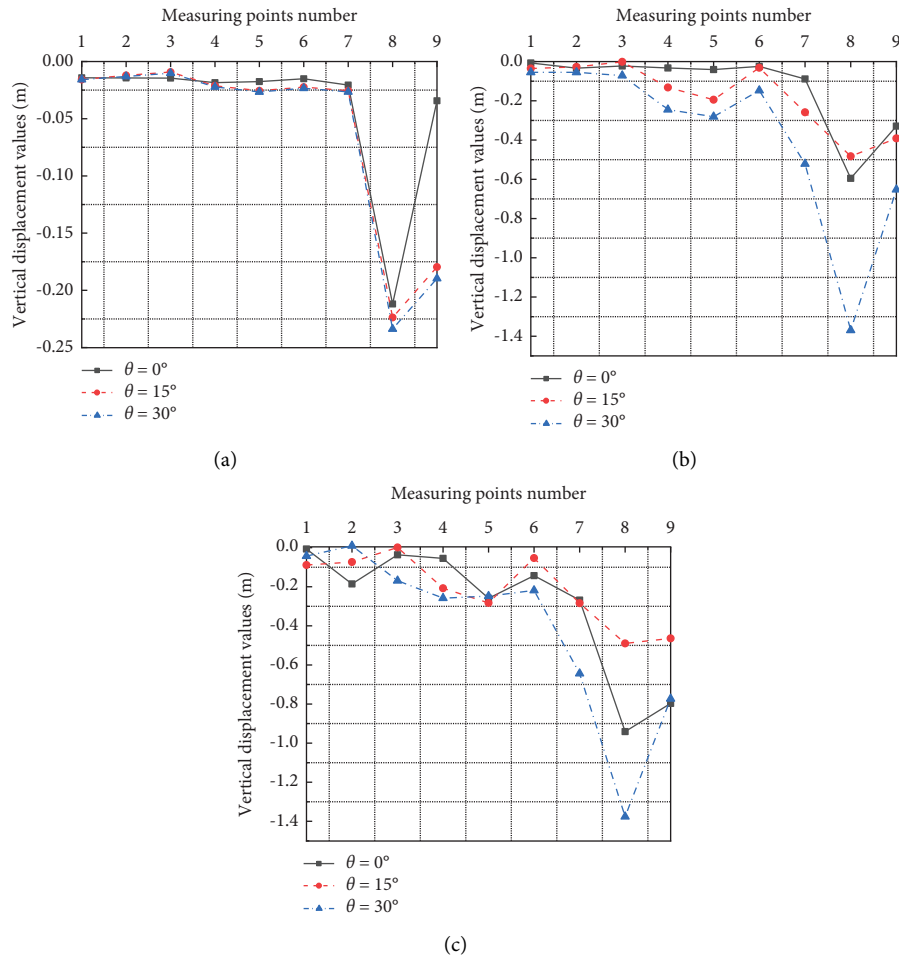 Measuring points number
1 2 3 4 5 6 7 8 9
0.00
-0.05
-0.10
-0.15
-0.20
-0.25
Vertical displacement values (m)
θ = 0°
θ = 15°
θ = 30°
(a)
Measuring points number
1 2 3 4 5 6 7 8 9
0.0
-0.2
-0.4
-0.6
-0.8
-1.0
-1.2
-1.4
Vertical displacement values (m)
θ = 0°
θ = 15°
θ = 30°
(b)
Measuring points number
1 2 3 4 5 6 7 8 9
0.0
-0.2
-0.4
-0.6
-0.8
-1.0
-1.2
-1.4
Vertical displacement values (m)
θ = 0°
θ = 15°
θ = 30°
(c)